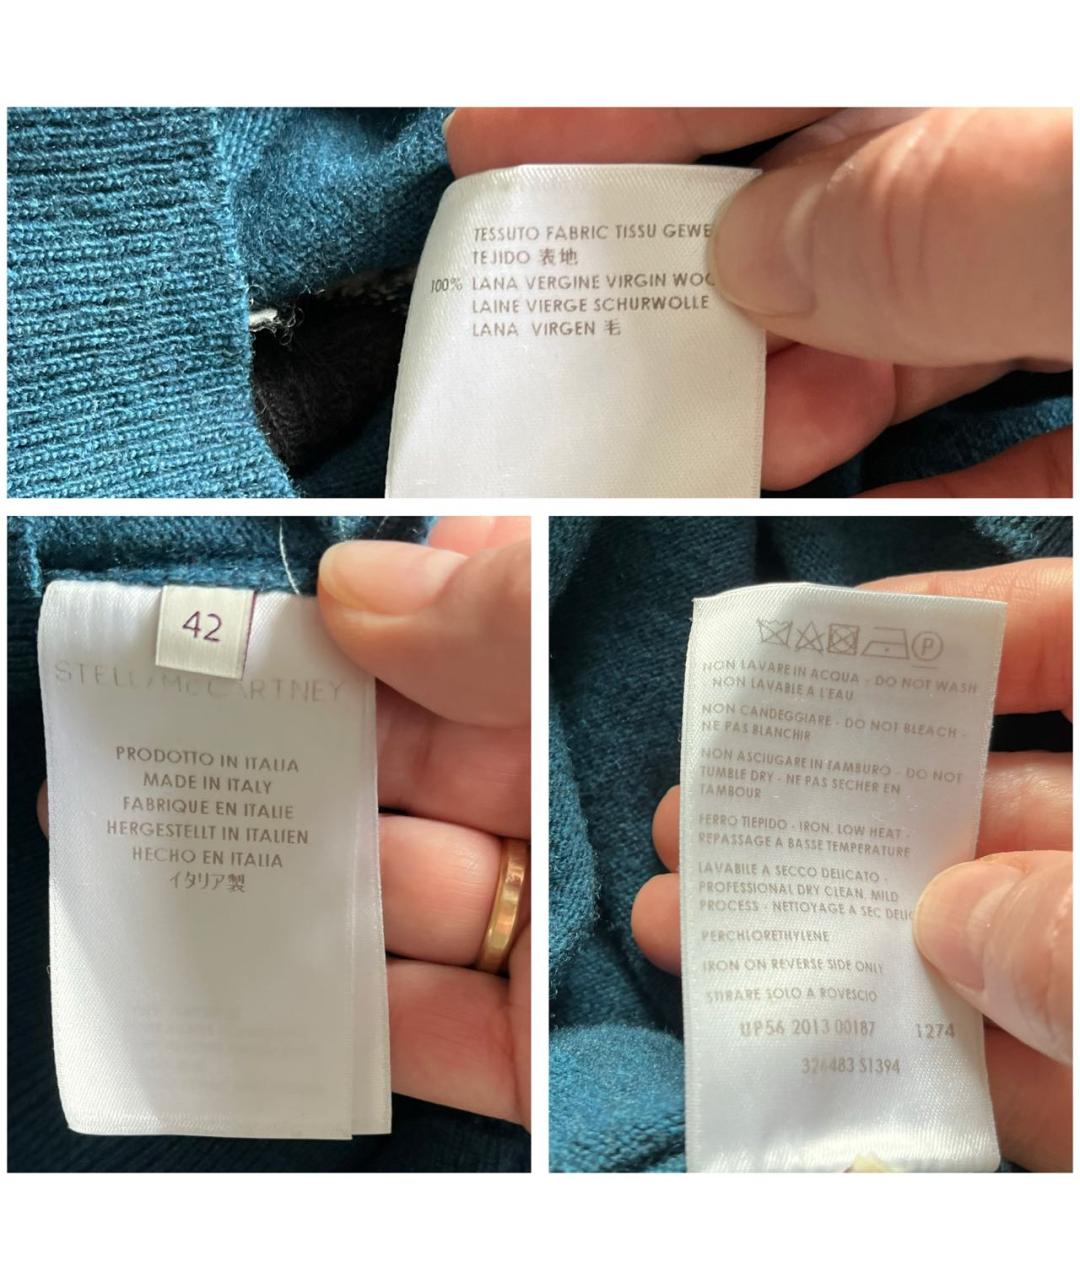 TESSUTO FABRIC TISSU GEWE
TEJIDO 表地
100% LANA VERGINE VIRGIN WOO
LAINE VIERGE SCHURWOLLE
LANA VIRGEN 毛
42
STELLA McCARTNEY
PRODOTTO IN ITALIA
MADE IN ITALY
FABRIQUE EN ITALIE
HERGESTELLT IN ITALIEN
HECHO EN ITALIA
イタリア製
P
NON LAVARE IN ACQUA - DO NOT WASH
NON LAVABLE A L'EAU
NON CANDEGGIARE - DO NOT BLEACH -
NE PAS BLANCHIR
NON ASCIUGARE IN TAMBURO - DO NOT
TUMBLE DRY - NE PAS SECHER EN
TAMBOUR
FERRO TIEPIDO - IRON, LOW HEAT -
REPASSAGE A BASSE TEMPERATURE
LAVABILE A SECCO DELICATO -
PROFESSIONAL DRY CLEAN, MILD
PROCESS - NETTOYAGE A SEC DELIC
PERCHLORETHYLENE
IRON ON REVERSE SIDE ONLY
STIRARE SOLO A ROVESCIO
UP56 2013 00187 1274
326483 S1394